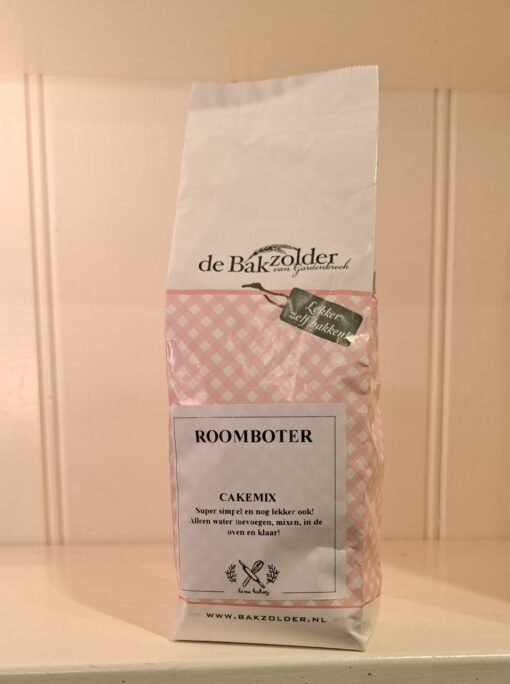 de Bakzolder
van Gardenbroek
Lekker
zelf bakken!
ROOMBOTER
CAKEMIX
Super simpel en nog lekker ook!
Alleen water toevoegen, mixen, in de
oven en klaar!
WWW.BAKZOLDER.NL